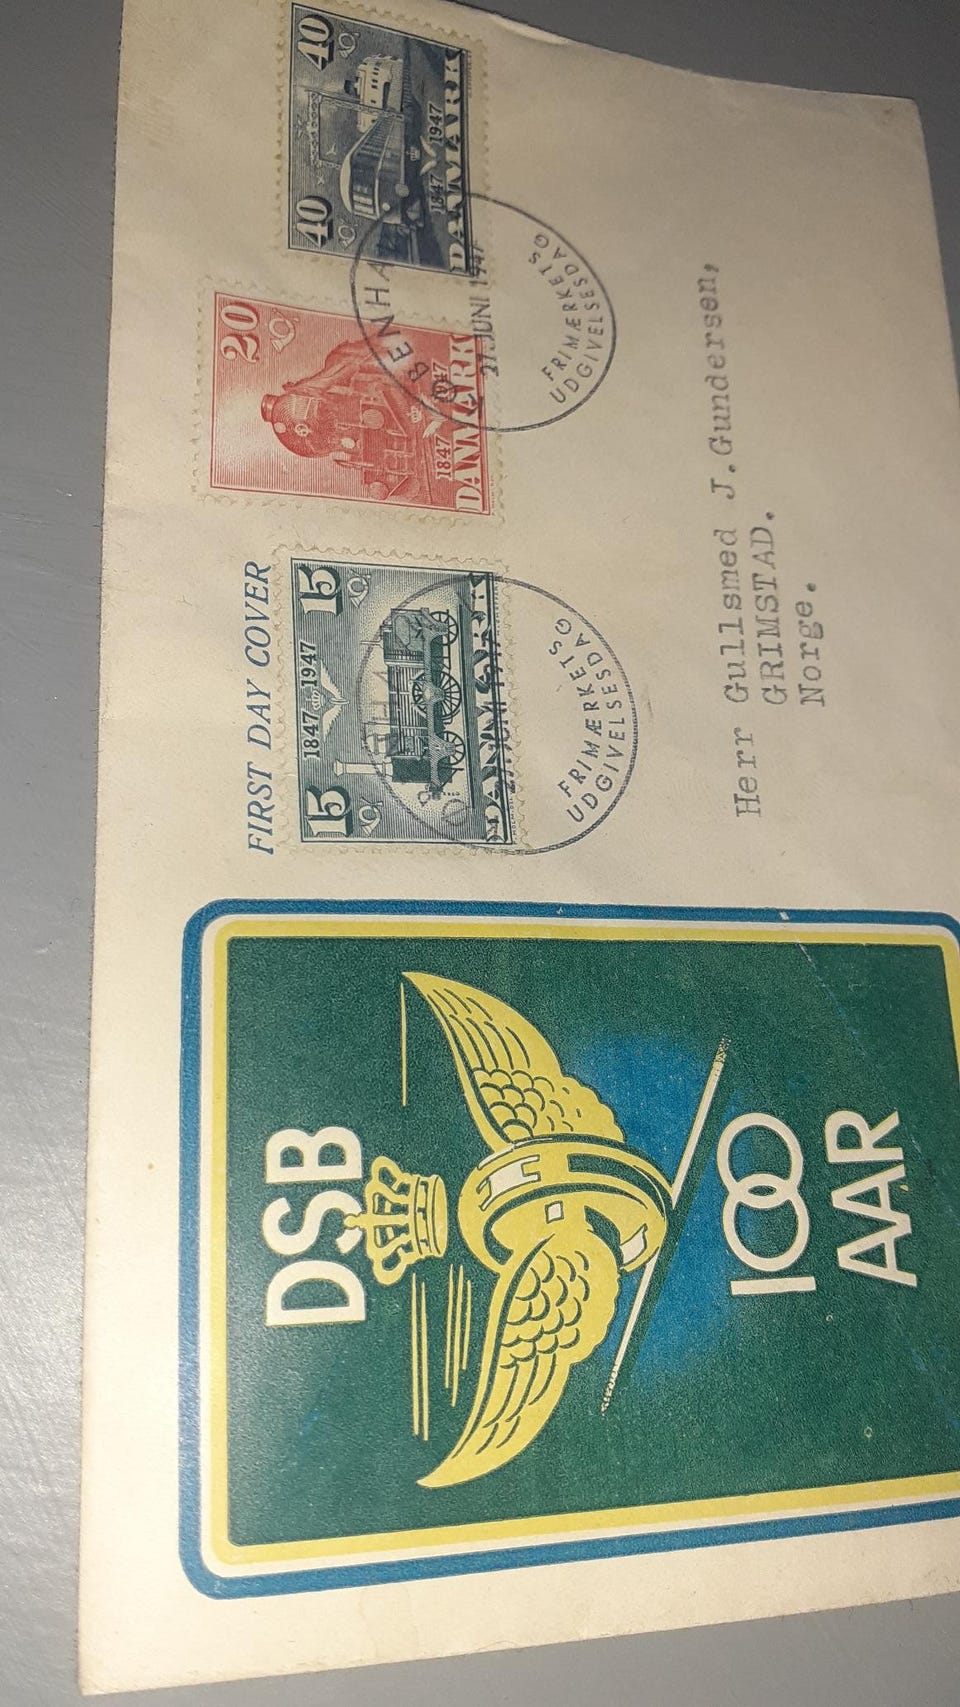 DSB
100
AAR
FIRST DAY COVER
15 15
1847 1947
DANMARK
20
1847 1947
DANMARK
40 40
1847 1947
DANMARK
FRIMÆRKETS
UDGIVELSESDAG
27 JUNI 1947
FRIMÆRKETS
UDGIVELSESDAG
Herr Gullsmed J.Gundersen,
GRIMSTAD.
Norge.